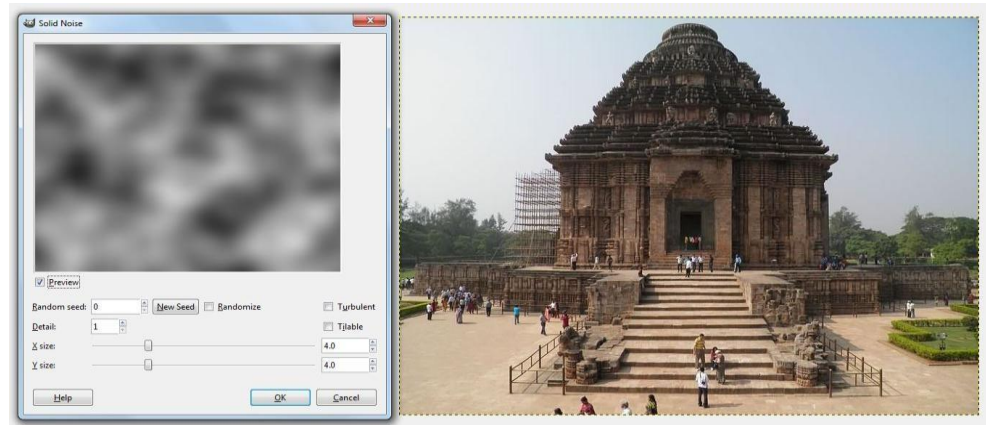 Solid Noise
Preview
Random seed: 0 New Seed Randomize Turbulent
Detail: 1 Tilable
X size: 4.0
Y size: 4.0
Help OK Cancel